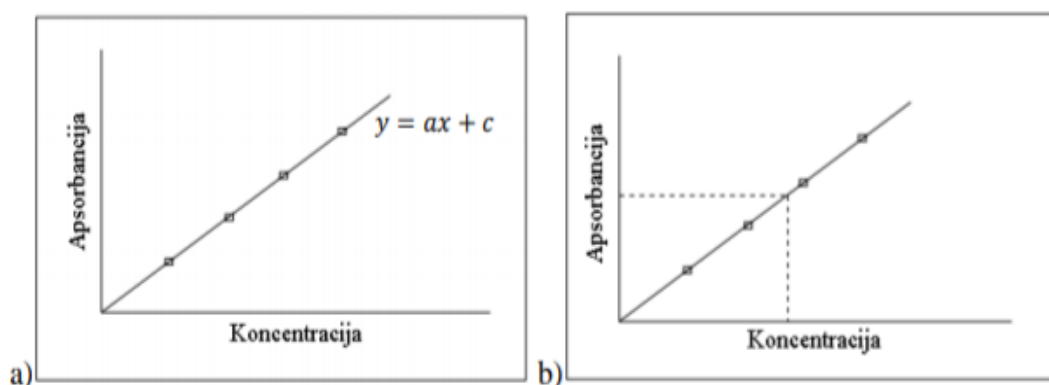 Apsorbancija
y = ax + c
Koncentracija
a)
Apsorbancija
Koncentracija
b)